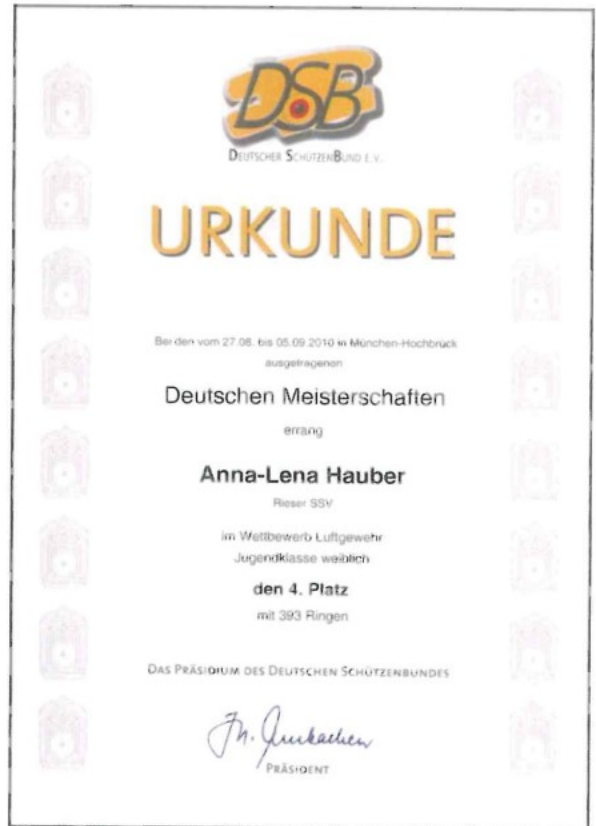 DSB
DEUTSCHER SCHÜTZENBUND E.V.
URKUNDE
Bei den vom 27.08. bis 05.09.2010 in München-Hochbrück
ausgetragenen
Deutschen Meisterschaften
errang
Anna-Lena Hauber
Rieser SSV
im Wettbewerb Luftgewehr
Jugendklasse weiblich
den 4. Platz
mit 393 Ringen
DAS PRÄSIDIUM DES DEUTSCHEN SCHÜTZENBUNDES
PRÄSIDENT